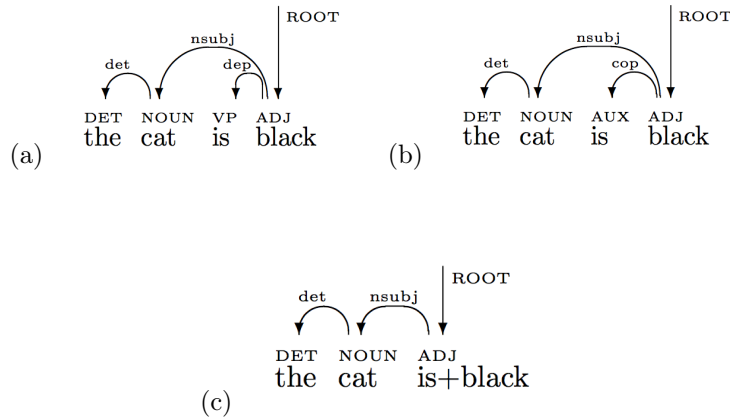 ROOT
nsubj
det dep
DET NOUN VP ADJ
the cat is black
(a)
ROOT
nsubj
det cop
DET NOUN AUX ADJ
the cat is black
(b)
ROOT
det nsubj
DET NOUN ADJ
the cat is+black
(c)